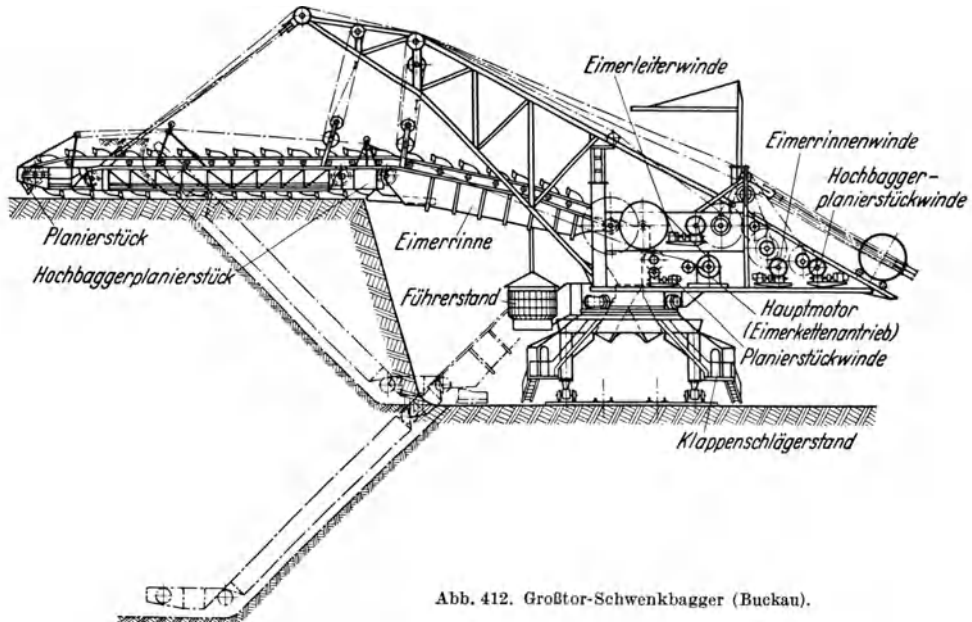 Eimerleiterwinde
Eimerrinnenwinde
Hochbagger-
planierstückwinde
Planierstück
Eimerrinne
Hochbaggerplanierstück
Führerstand
Hauptmotor
(Eimerkettenantrieb)
Planierstückwinde
Klappenschlägerstand
Abb. 412. Großtor-Schwenkbagger (Buckau).